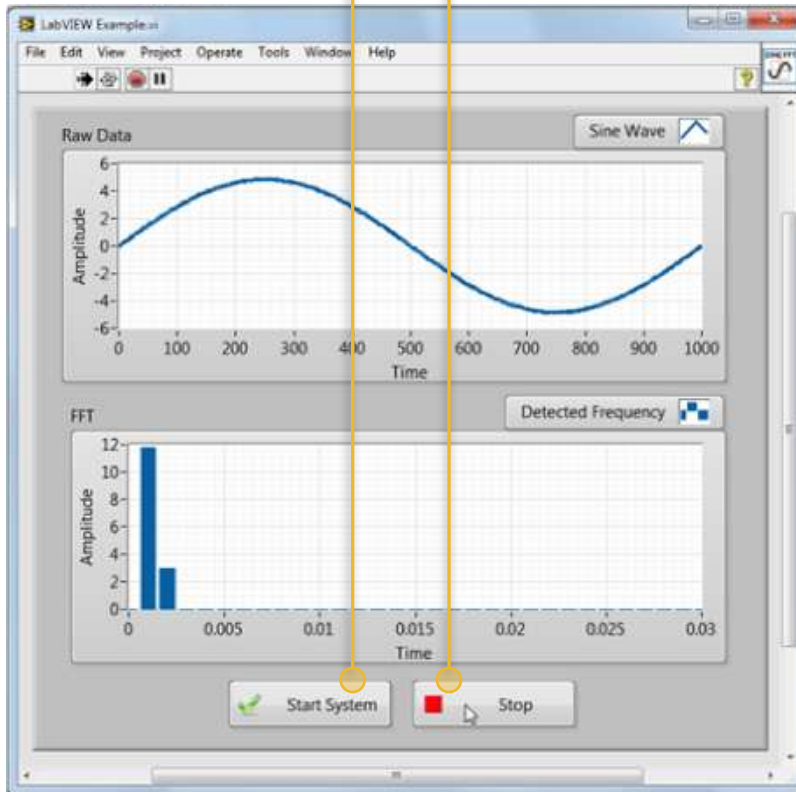 LabVIEW Example.vi
File Edit View Project Operate Tools Window Help
Raw Data
Sine Wave
Amplitude
6
4
2
0
-2
-4
-6
0 100 200 300 400 500 600 700 800 900 1000
Time
FFT
Detected Frequency
Amplitude
12
10
8
6
4
2
0
0 0.005 0.01 0.015 0.02 0.025 0.03
Time
Start System
Stop